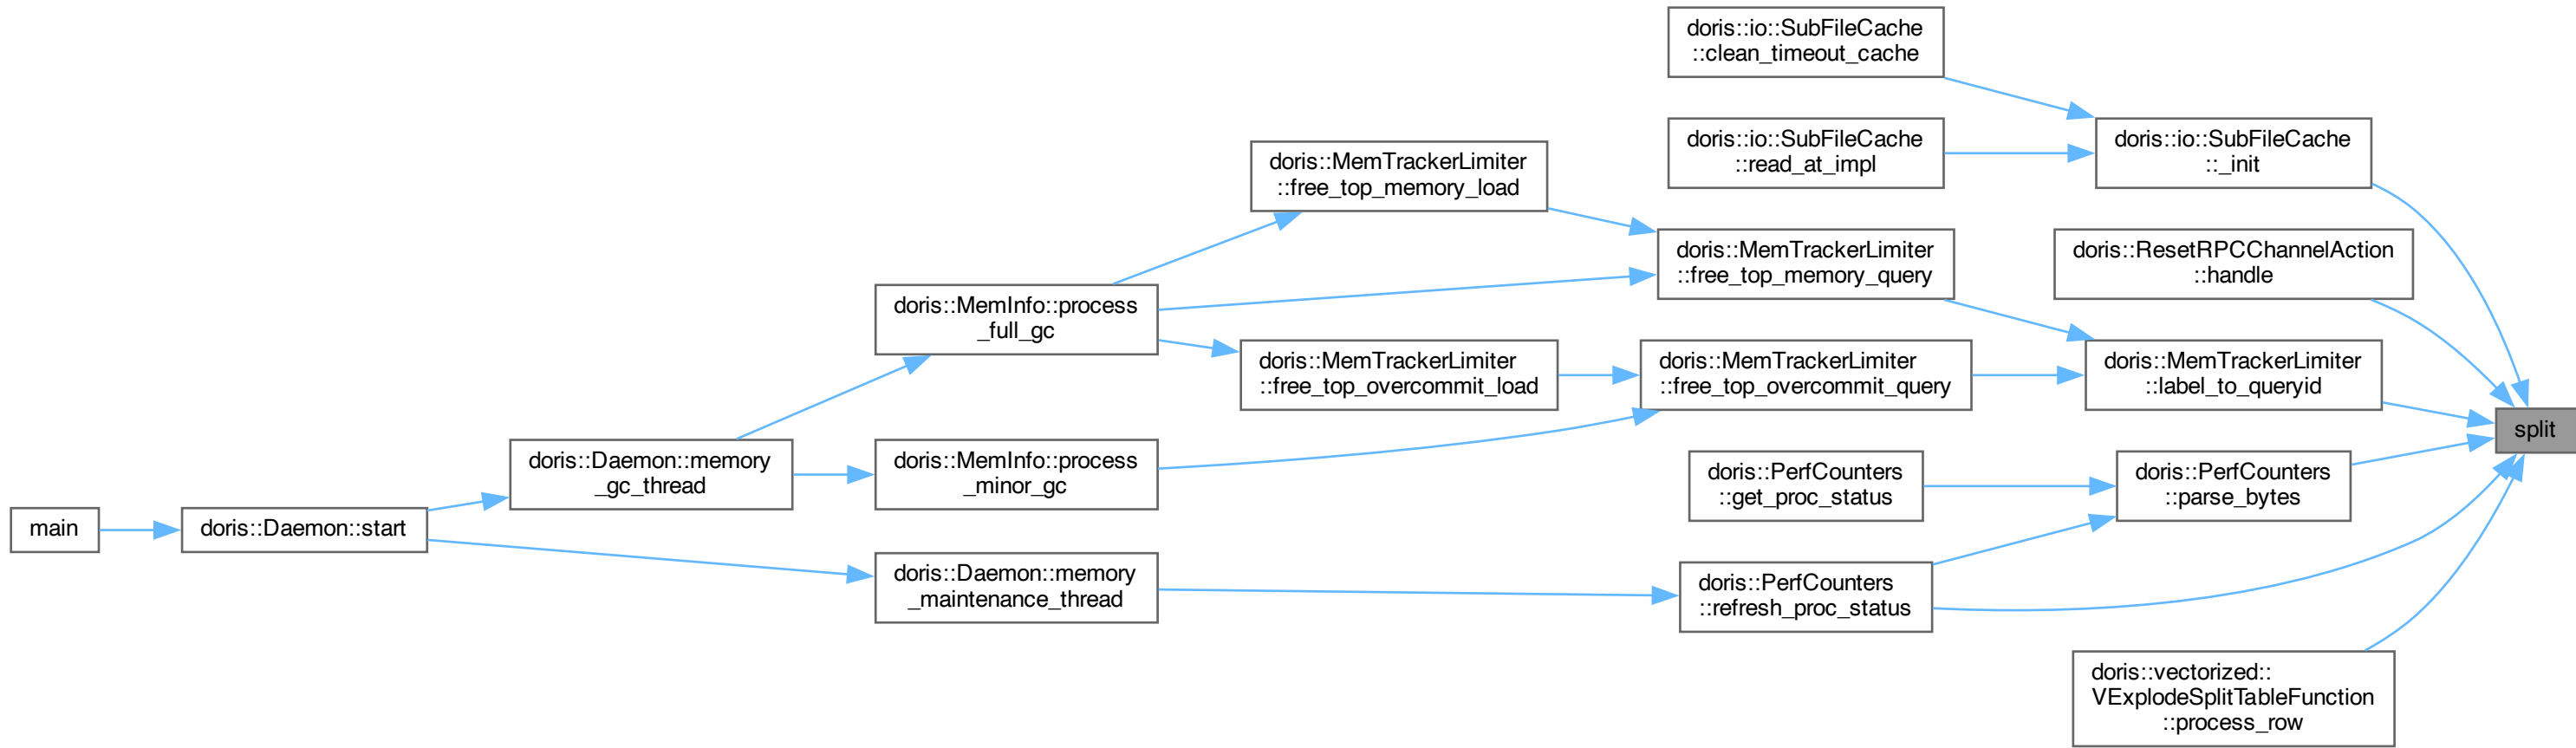 doris::io::SubFileCache
::clean_timeout_cache
doris::io::SubFileCache
::read_at_impl
doris::io::SubFileCache
::_init
doris::MemTrackerLimiter
::free_top_memory_load
doris::MemTrackerLimiter
::free_top_memory_query
doris::ResetRPCChannelAction
::handle
doris::MemInfo::process
_full_gc
doris::MemTrackerLimiter
::free_top_overcommit_load
doris::MemTrackerLimiter
::free_top_overcommit_query
doris::MemTrackerLimiter
::label_to_queryid
split
doris::Daemon::memory
_gc_thread
doris::MemInfo::process
_minor_gc
doris::PerfCounters
::get_proc_status
doris::PerfCounters
::parse_bytes
main
doris::Daemon::start
doris::Daemon::memory
_maintenance_thread
doris::PerfCounters
::refresh_proc_status
doris::vectorized::
VExplodeSplitTableFunction
::process_row